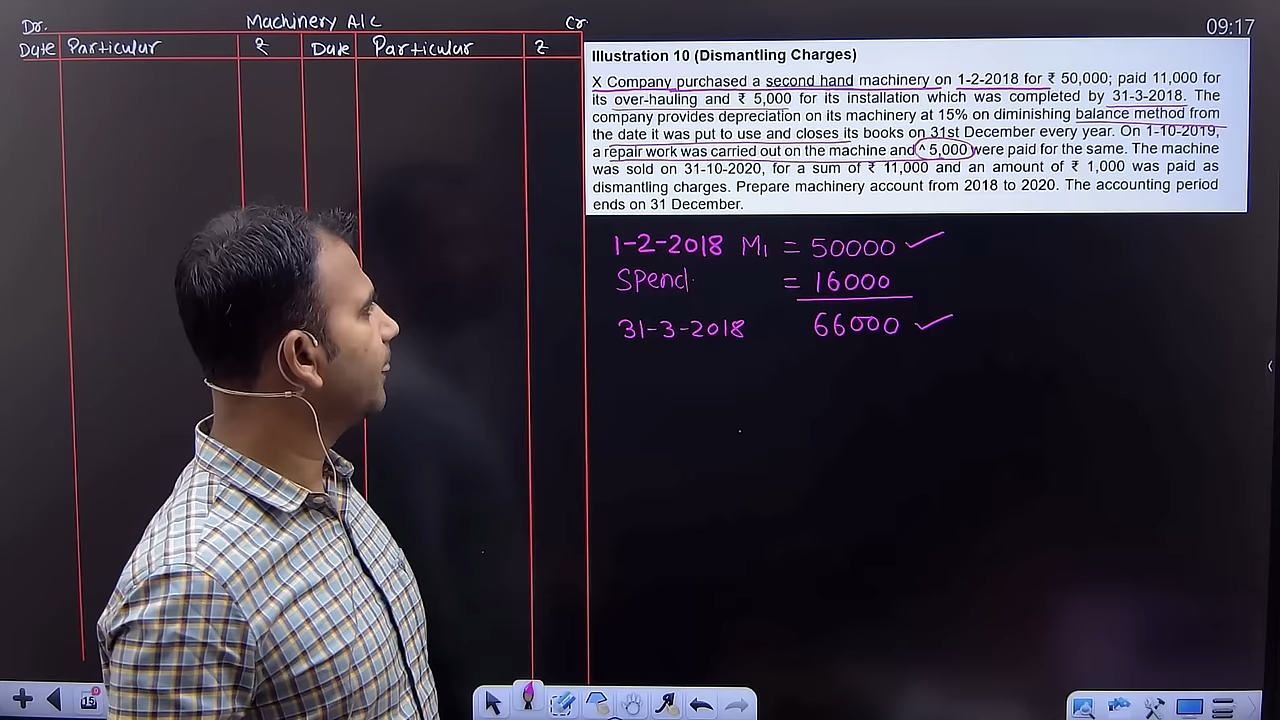 09:17
Dr. Machinery A/c Cr.
Date Particular ₹ Date Particular ₹
Illustration 10 (Dismantling Charges)
X Company purchased a second hand machinery on 1-2-2018 for ₹ 50,000; paid 11,000 for
its over-hauling and ₹ 5,000 for its installation which was completed by 31-3-2018. The
company provides depreciation on its machinery at 15% on diminishing balance method from
the date it was put to use and closes its books on 31st December every year. On 1-10-2019,
a repair work was carried out on the machine and ^ 5,000 were paid for the same. The machine
was sold on 31-10-2020, for a sum of ₹ 11,000 and an amount of ₹ 1,000 was paid as
dismantling charges. Prepare machinery account from 2018 to 2020. The accounting period
ends on 31 December.
1-2-2018 M1 = 50000 ✓
Spend = 16000
31-3-2018 66000 ✓
15